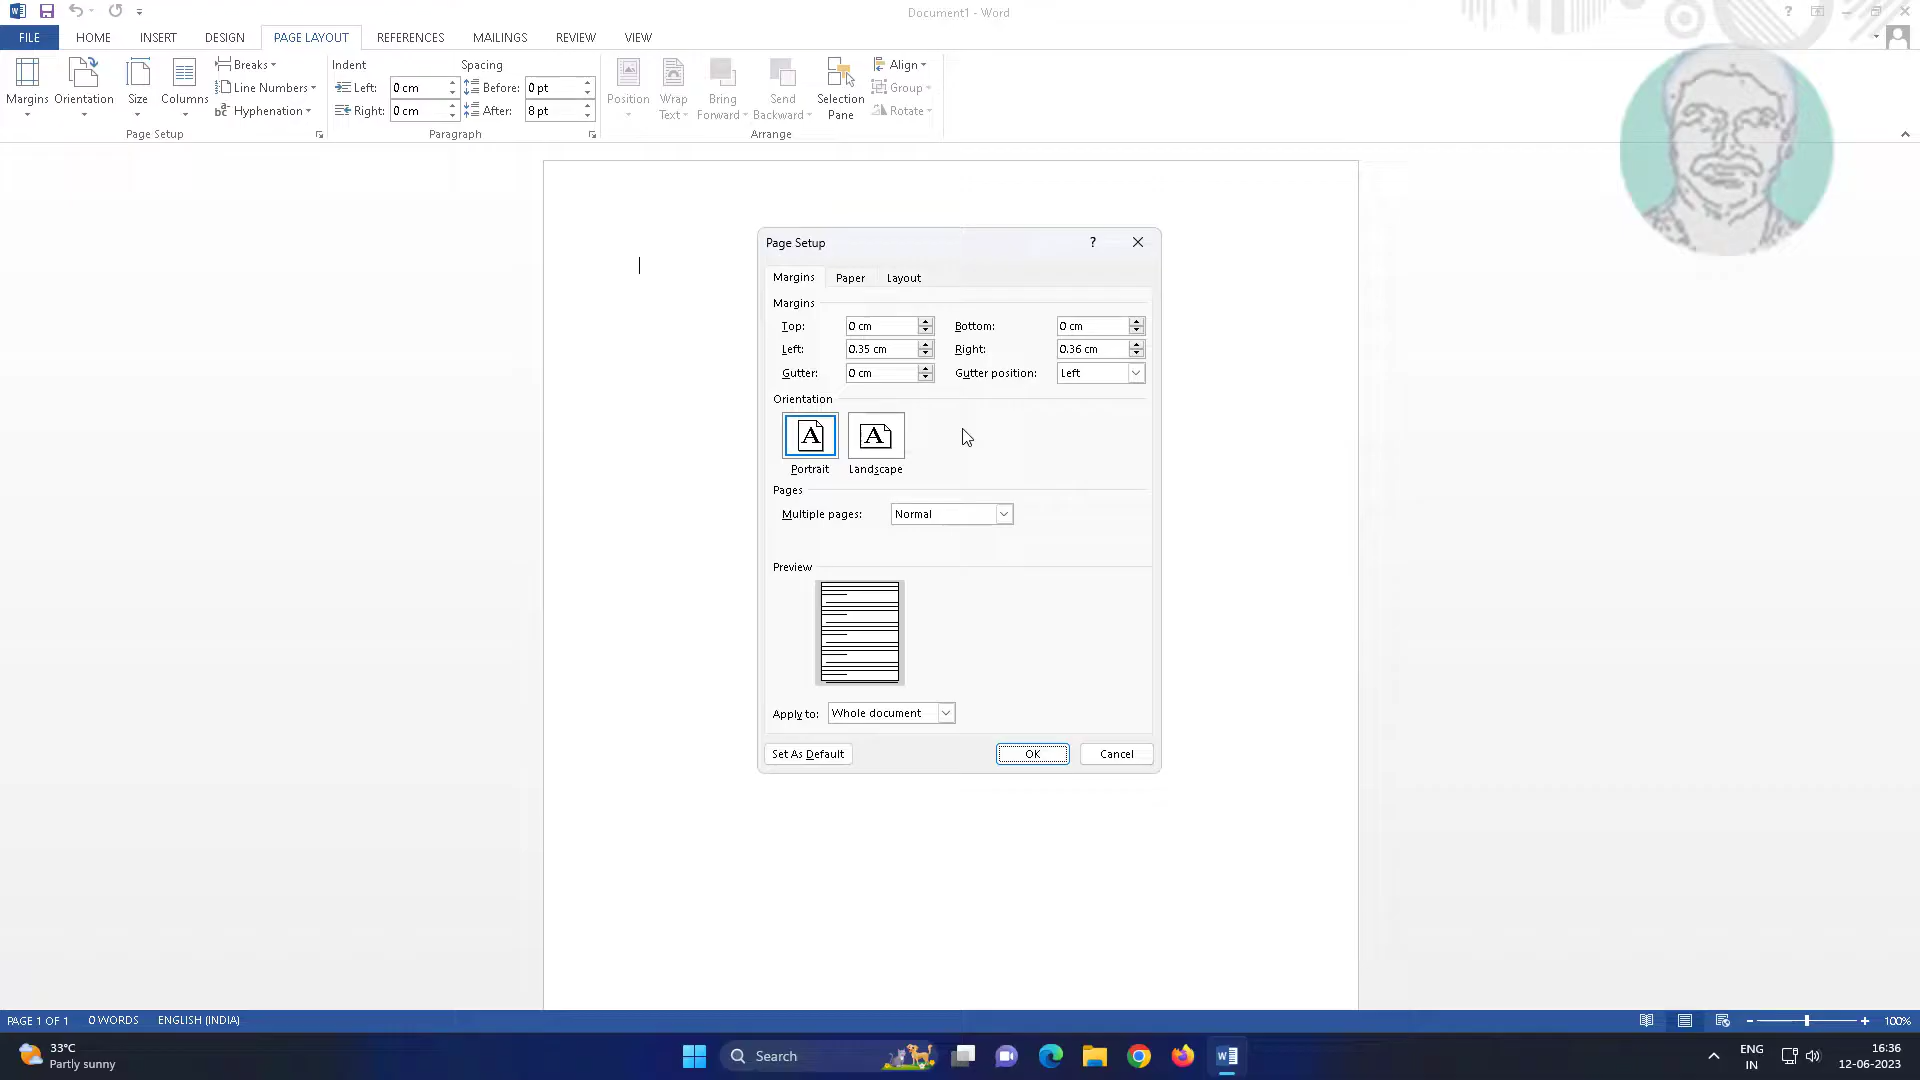 Document1 - Word
FILE HOME INSERT DESIGN PAGE LAYOUT REFERENCES MAILINGS REVIEW VIEW
Margins
Orientation
Size
Columns
Breaks
Line Numbers
Hyphenation
Page Setup
Indent
Left: 0 cm
Right: 0 cm
Spacing
Before: 0 pt
After: 8 pt
Paragraph
Position
Wrap Text
Bring Forward
Send Backward
Selection Pane
Align
Group
Rotate
Arrange
Page Setup ?
Margins Paper Layout
Margins
Top: 0 cm Bottom: 0 cm
Left: 0.35 cm Right: 0.36 cm
Gutter: 0 cm Gutter position: Left
Orientation
A A
Portrait Landscape
Pages
Multiple pages: Normal
Preview
Apply to: Whole document
Set As Default OK Cancel
PAGE 1 OF 1 0 WORDS ENGLISH (INDIA) 100%
33°C
Partly sunny
Search
ENG
IN
16:36
12-06-2023